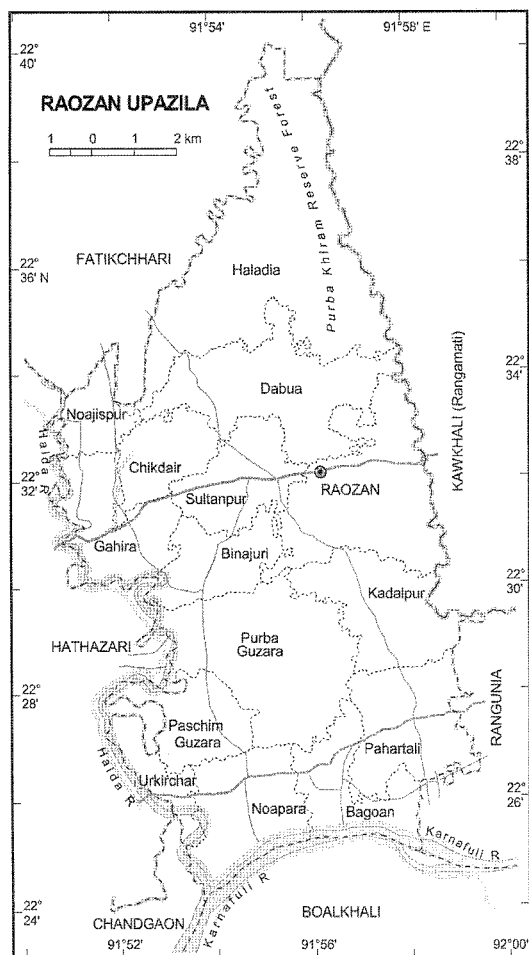 91°54'
91°58' E
22°
40'
RAOZAN UPAZILA
1 0 1 2 km
22°
38'
Purba Khiram Reserve Forest
FATIKCHHARI
22°
36' N
Haladia
22°
34'
Dabua
KAWKHALI (Rangamati)
Noajispur
Halda R
Chikdair
22°
32'
Sultanpur
RAOZAN
Gahira
Binajuri
22°
30'
Kadalpur
HATHAZARI
Purba
Guzara
22°
28'
RANGUNIA
Paschim
Guzara
Pahartali
Halda R
Urkirchar
22°
26'
Noapara
Bagoan
Karnafuli R
Karnafuli R
22°
24'
CHANDGAON
BOALKHALI
91°52'
91°56'
92°00'